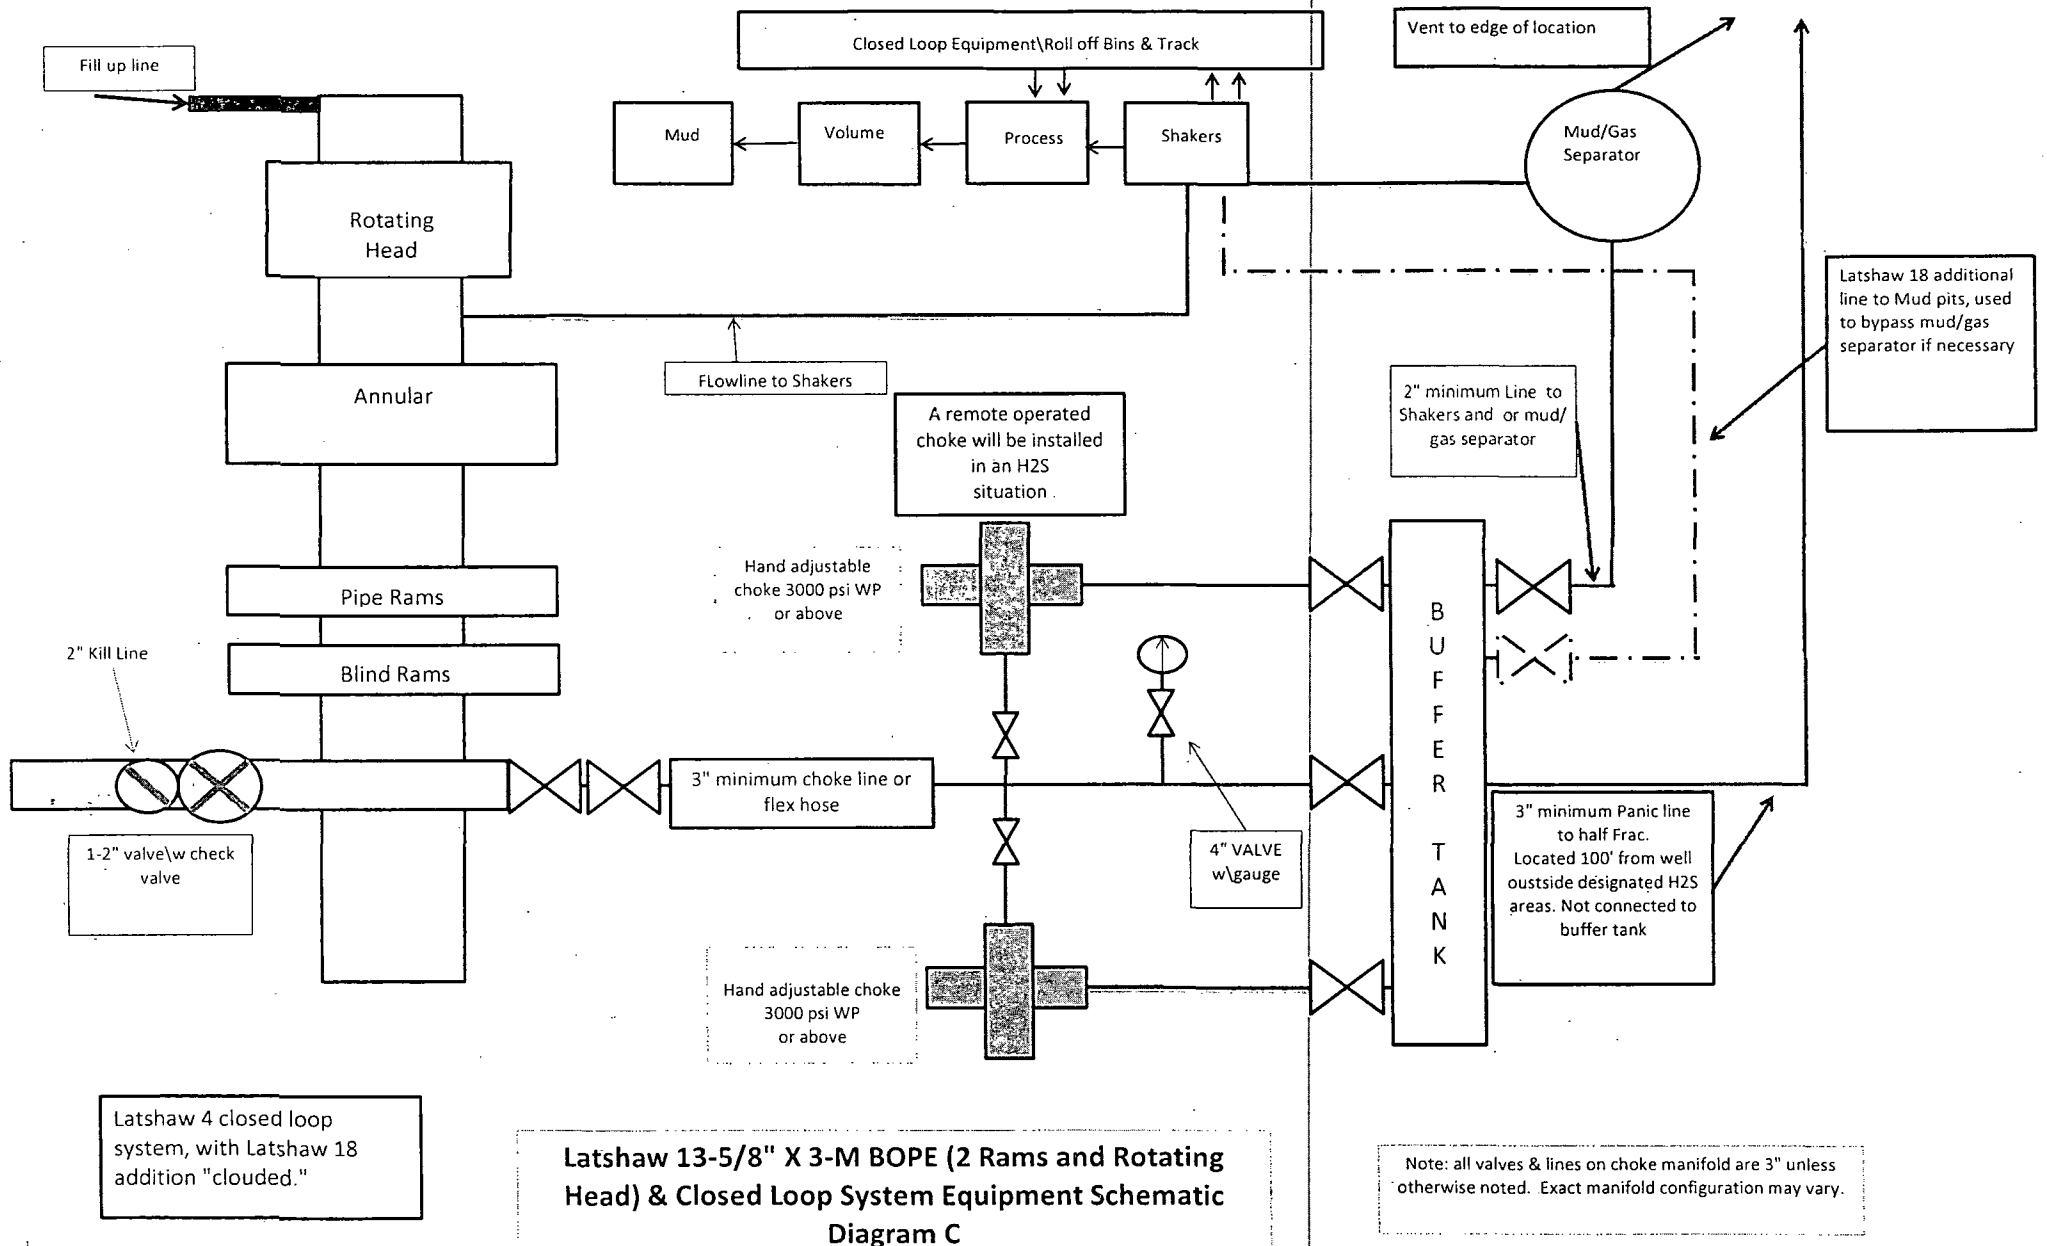 Closed Loop Equipment\Roll off Bins & Track
Vent to edge of location
Fill up line
Mud
Volume
Process
Shakers
Mud/Gas
Separator
Rotating
Head
Latshaw 18 additional
line to Mud pits, used
to bypass mud/gas
separator if necessary
FLowline to Shakers
Annular
2" minimum Line to
Shakers and or mud/
gas separator
A remote operated
choke will be installed
in an H2S
situation
Hand adjustable
choke 3000 psi WP
or above
Pipe Rams
2" Kill Line
Blind Rams
B
U
F
F
E
R
T
A
N
K
3" minimum choke line or
flex hose
1-2" valve\w check
valve
4" VALVE
w\gauge
3" minimum Panic line
to half Frac.
Located 100' from well
oustside designated H2S
areas. Not connected to
buffer tank
Hand adjustable choke
3000 psi WP
or above
Latshaw 4 closed loop
system, with Latshaw 18
addition "clouded."
Latshaw 13-5/8" X 3-M BOPE (2 Rams and Rotating
Head) & Closed Loop System Equipment Schematic
Diagram C
Note: all valves & lines on choke manifold are 3" unless
otherwise noted. Exact manifold configuration may vary.